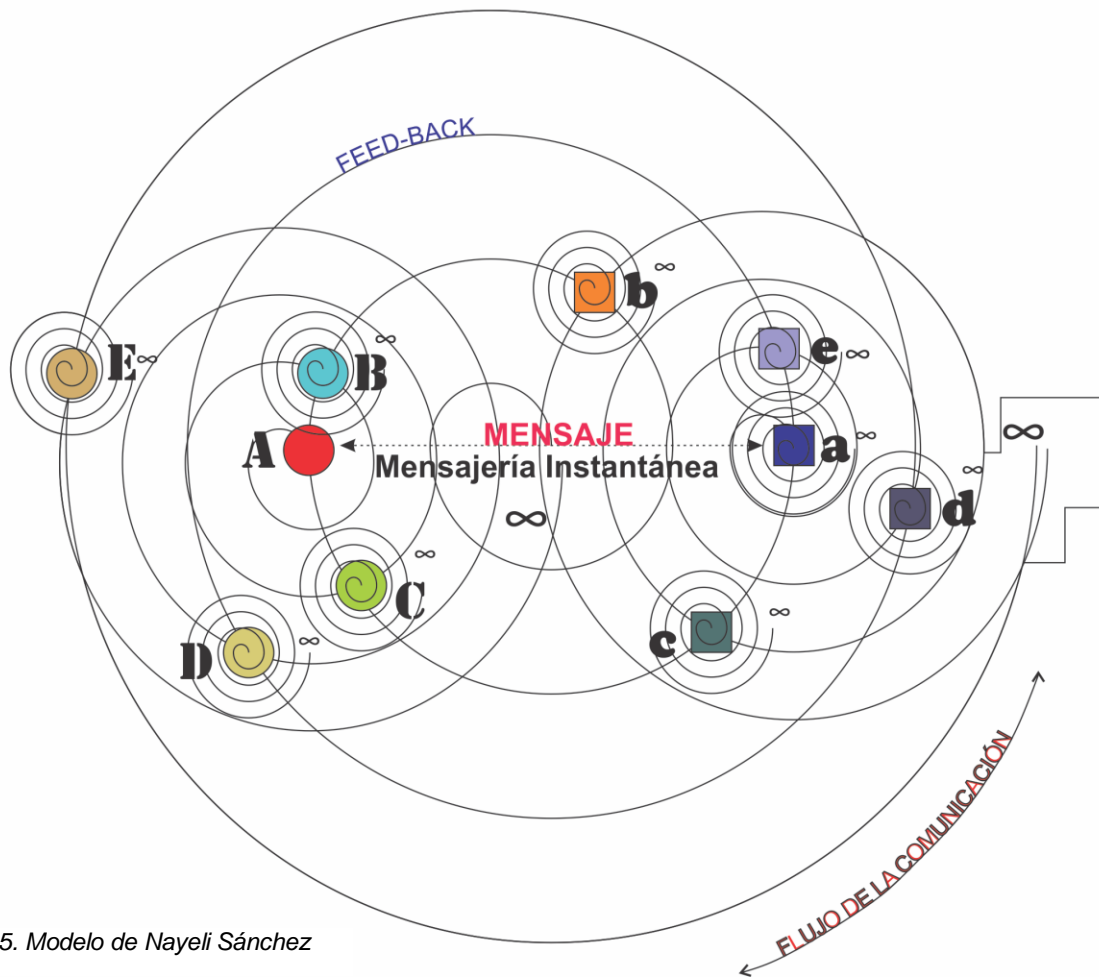 FEED-BACK
b ∞
E ∞
B ∞
e ∞
A
MENSAJE
Mensajería Instantánea
a ∞
∞
∞
d ∞
C ∞
c ∞
D ∞
FLUJO DE LA COMUNICACIÓN
5. Modelo de Nayeli Sánchez